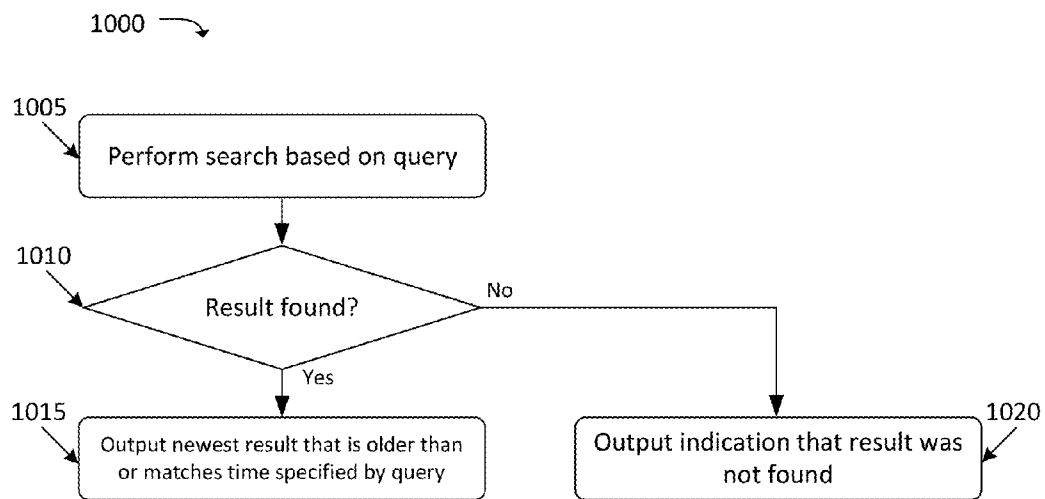 1000
1005
Perform search based on query
1010
Result found?
No
Yes
1015
Output newest result that is older than
or matches time specified by query
1020
Output indication that result was
not found